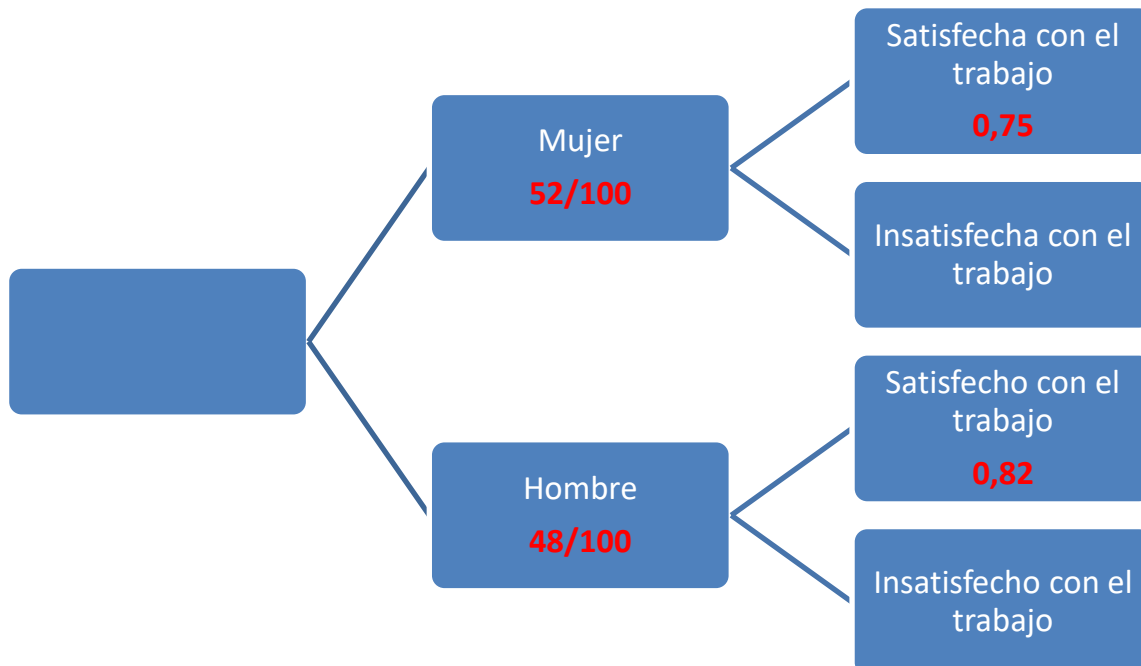 Satisfecha con el
trabajo
0,75
Mujer
52/100
Insatisfecha con el
trabajo
Satisfecho con el
trabajo
0,82
Hombre
48/100
Insatisfecho con el
trabajo